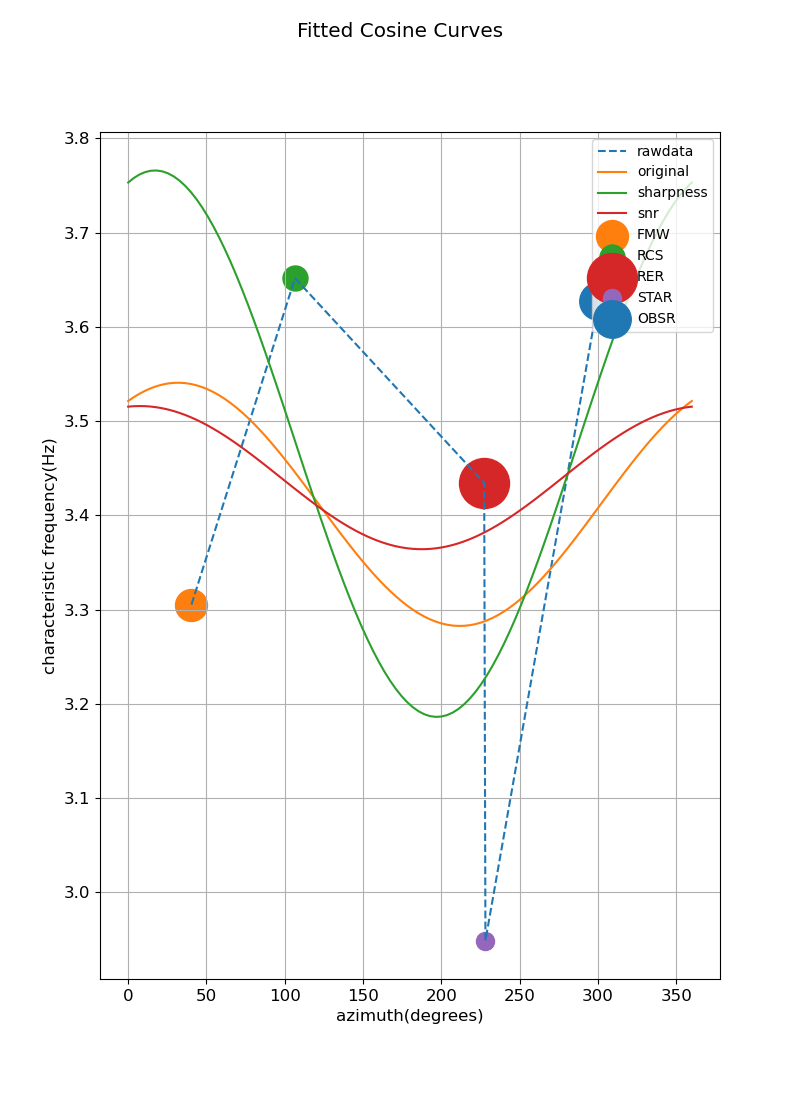 Fitted Cosine Curves
3.8
3.7
3.6
3.5
3.4
3.3
3.2
3.1
3.0
characteristic frequency(Hz)
rawdata
original
sharpness
snr
FMW
RCS
RER
STAR
OBSR
0 50 100 150 200 250 300 350
azimuth(degrees)